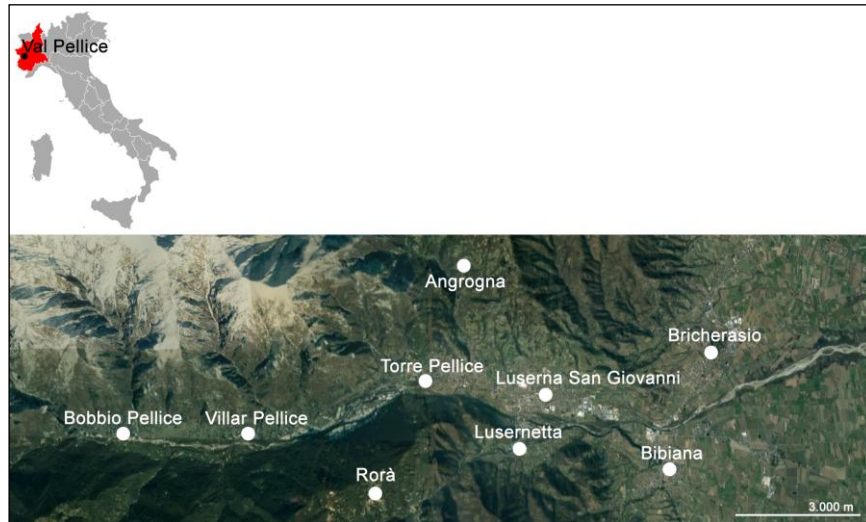 Val Pellice
Angrogna
Bricherasio
Torre Pellice
Luserna San Giovanni
Bobbio Pellice
Villar Pellice
Lusernetta
Bibiana
Rorà
3.000 m